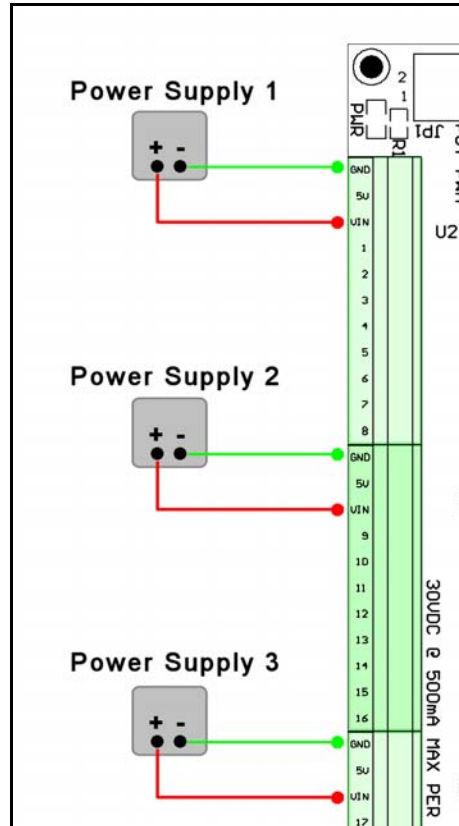 Power Supply 1
+ -
2
1
PWR
R1
JP1
GND
5V
VIN
1
2
3
4
5
6
7
8
U2
Power Supply 2
+ -
GND
5V
VIN
9
10
11
12
13
14
15
16
30VDC @ 500mA MAX PER
Power Supply 3
+ -
GND
5V
VIN
17